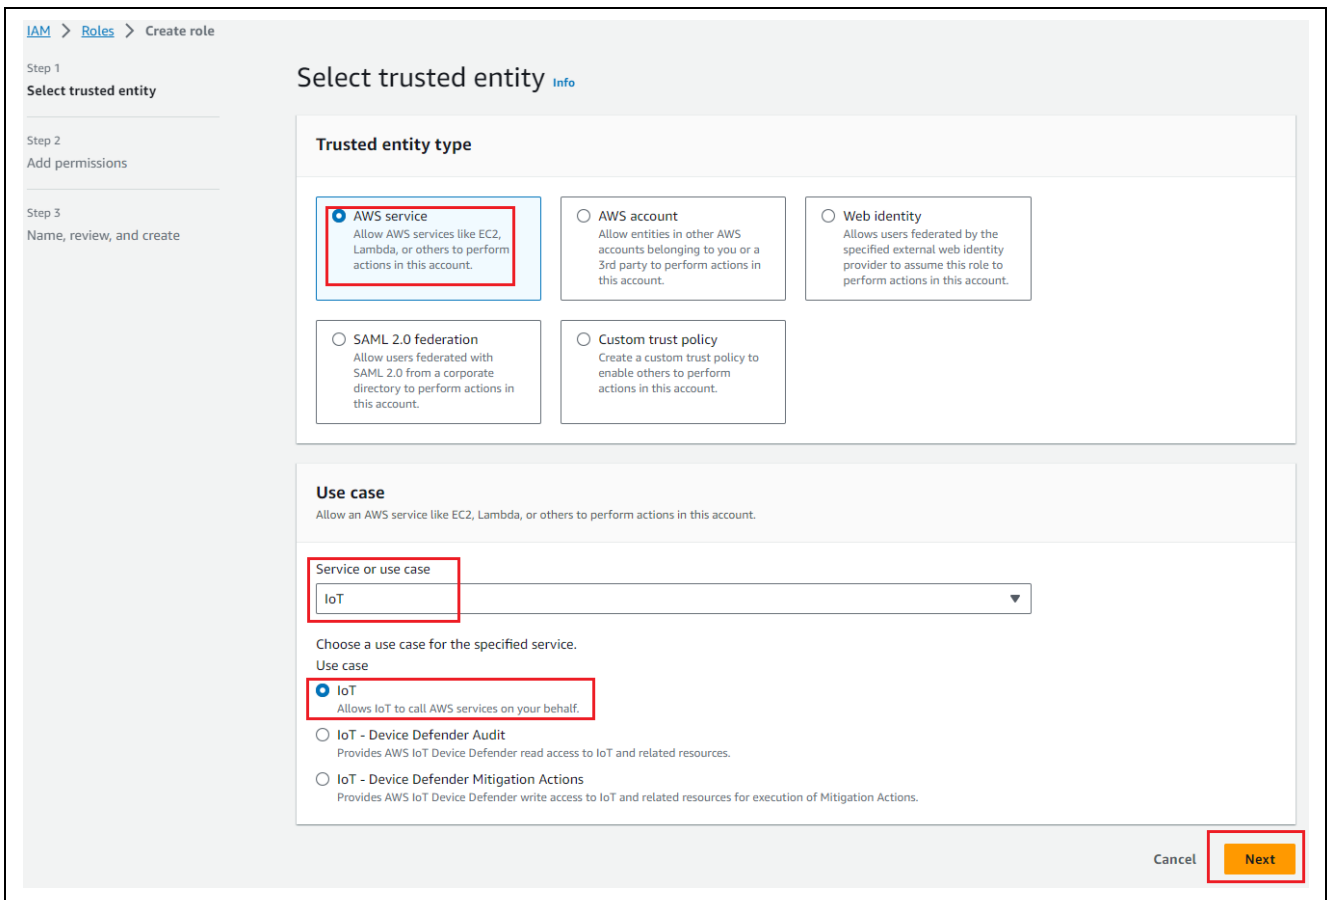 IAM > Roles > Create role
Step 1
Select trusted entity
Step 2
Add permissions
Step 3
Name, review, and create
Select trusted entity Info
Trusted entity type
AWS service
Allow AWS services like EC2,
Lambda, or others to perform
actions in this account.
AWS account
Allow entities in other AWS
accounts belonging to you or a
3rd party to perform actions in
this account.
Web identity
Allows users federated by the
specified external web identity
provider to assume this role to
perform actions in this account.
SAML 2.0 federation
Allow users federated with
SAML 2.0 from a corporate
directory to perform actions in
this account.
Custom trust policy
Create a custom trust policy to
enable others to perform
actions in this account.
Use case
Allow an AWS service like EC2, Lambda, or others to perform actions in this account.
Service or use case
IoT
Choose a use case for the specified service.
Use case
IoT
Allows IoT to call AWS services on your behalf.
IoT - Device Defender Audit
Provides AWS IoT Device Defender read access to IoT and related resources.
IoT - Device Defender Mitigation Actions
Provides AWS IoT Device Defender write access to IoT and related resources for execution of Mitigation Actions.
Cancel Next